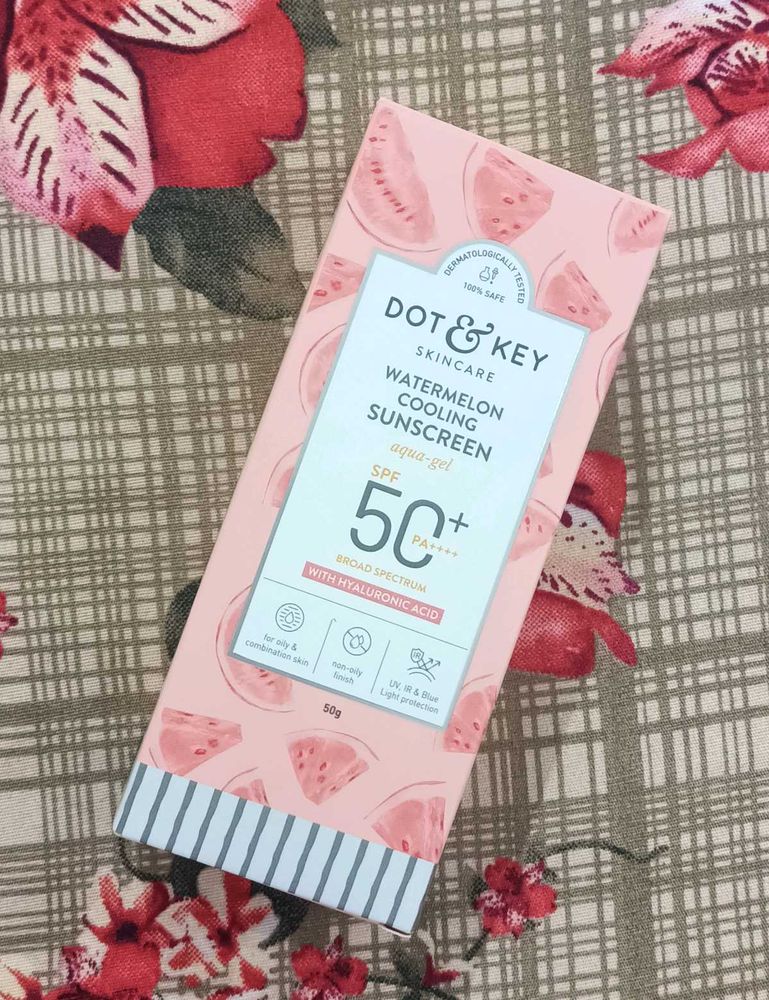 DERMATOLOGICALLY TESTED
100% SAFE
DOT & KEY
SKINCARE
WATERMELON
COOLING
SUNSCREEN
aqua-gel
SPF
50+
PA++++
BROAD SPECTRUM
WITH HYALURONIC ACID
for oily &
combination skin
non-oily
finish
IR
UV, IR & Blue
Light protection
50g